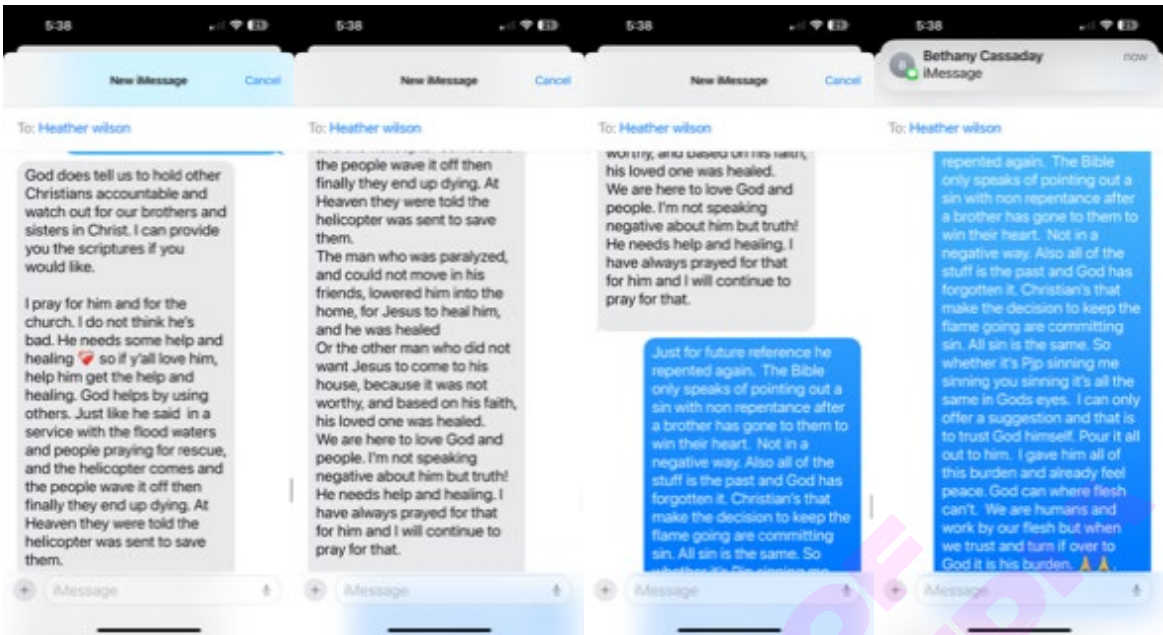 5:38
23
New iMessage
Cancel
To: Heather wilson
God does tell us to hold other
Christians accountable and
watch out for our brothers and
sisters in Christ. I can provide
you the scriptures if you
would like.
I pray for him and for the
church. I do not think he's
bad. He needs some help and
healing ❤️‍🩹 so if y'all love him,
help him get the help and
healing. God helps by using
others. Just like he said in a
service with the flood waters
and people praying for rescue,
and the helicopter comes and
the people wave it off then
finally they end up dying. At
Heaven they were told the
helicopter was sent to save
them.
iMessage
5:38
23
New iMessage
Cancel
To: Heather wilson
the people wave it off then
finally they end up dying. At
Heaven they were told the
helicopter was sent to save
them.
The man who was paralyzed,
and could not move in his
friends, lowered him into the
home, for Jesus to heal him,
and he was healed
Or the other man who did not
want Jesus to come to his
house, because it was not
worthy, and based on his faith,
his loved one was healed.
We are here to love God and
people. I'm not speaking
negative about him but truth!
He needs help and healing. I
have always prayed for that
for him and I will continue to
pray for that.
iMessage
5:38
23
New iMessage
Cancel
To: Heather wilson
worthy, and based on his faith,
his loved one was healed.
We are here to love God and
people. I'm not speaking
negative about him but truth!
He needs help and healing. I
have always prayed for that
for him and I will continue to
pray for that.
Just for future reference he
repented again. The Bible
only speaks of pointing out a
sin with non repentance after
a brother has gone to them to
win their heart. Not in a
negative way. Also all of the
stuff is the past and God has
forgotten it. Christian's that
make the decision to keep the
flame going are committing
sin. All sin is the same. So
whether it's Pjp sinning me
iMessage
5:38
23
B
Bethany Cassaday
now
iMessage
To: Heather wilson
repented again. The Bible
only speaks of pointing out a
sin with non repentance after
a brother has gone to them to
win their heart. Not in a
negative way. Also all of the
stuff is the past and God has
forgotten it. Christian's that
make the decision to keep the
flame going are committing
sin. All sin is the same. So
whether it's Pjp sinning me
sinning you sinning it's all the
same in Gods eyes. I can only
offer a suggestion and that is
to trust God himself. Pour it all
out to him. I gave him all of
this burden and already feel
peace. God can where flesh
can't. We are humans and
work by our flesh but when
we trust and turn if over to
God it is his burden. 🙏🙏.
iMessage
OF